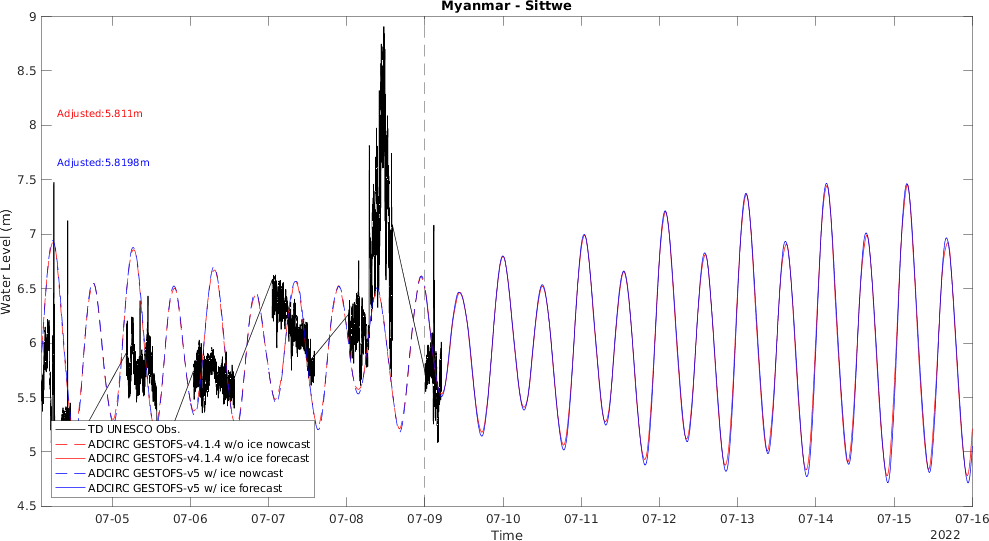 Myanmar - Sittwe
9
8.5
8
7.5
7
6.5
6
5.5
5
4.5
Water Level (m)
Adjusted:5.811m
Adjusted:5.8198m
TD UNESCO Obs.
ADCIRC GESTOFS-v4.1.4 w/o ice nowcast
ADCIRC GESTOFS-v4.1.4 w/o ice forecast
ADCIRC GESTOFS-v5 w/ ice nowcast
ADCIRC GESTOFS-v5 w/ ice forecast
07-05 07-06 07-07 07-08 07-09 07-10 07-11 07-12 07-13 07-14 07-15 07-16
Time
2022